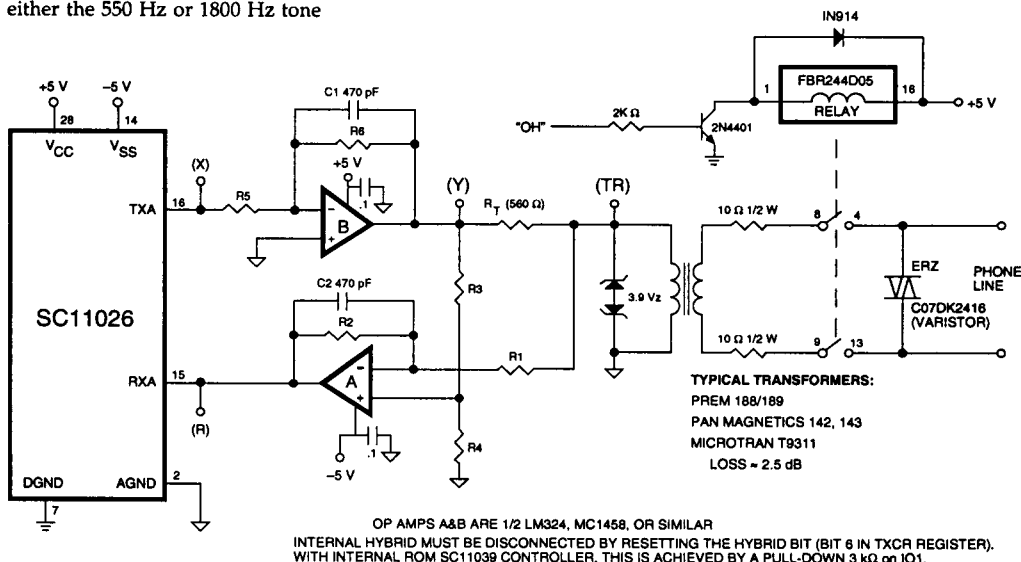 either the 550 Hz or 1800 Hz tone
IN914
+5 V
-5 V
C1 470 pF
FBR244D05
1
16
RELAY
+5 V
28
14
R6
"OH"
2K Ω
2N4401
VCC
VSS
(X)
+5 V
(Y)
(TR)
TXA
16
R5
.1
RT (560 Ω)
10 Ω 1/2 W
8
4
–
B
+
C2 470 pF
R3
3.9 Vz
ERZ
PHONE
LINE
C07DK2416
(VARISTOR)
SC11026
R2
R1
10 Ω 1/2 W
9
13
RXA
15
A
–
+
TYPICAL TRANSFORMERS:
PREM 188/189
(R)
.1
R4
PAN MAGNETICS 142, 143
–5 V
MICROTRAN T9311
LOSS ≈ 2.5 dB
DGND
AGND
2
7
OP AMPS A&B ARE 1/2 LM324, MC1458, OR SIMILAR
INTERNAL HYBRID MUST BE DISCONNECTED BY RESETTING THE HYBRID BIT (BIT 6 IN TXCR REGISTER).
WITH INTERNAL ROM SC11039 CONTROLLER, THIS IS ACHIEVED BY A PULL-DOWN 3 kΩ on IO1.